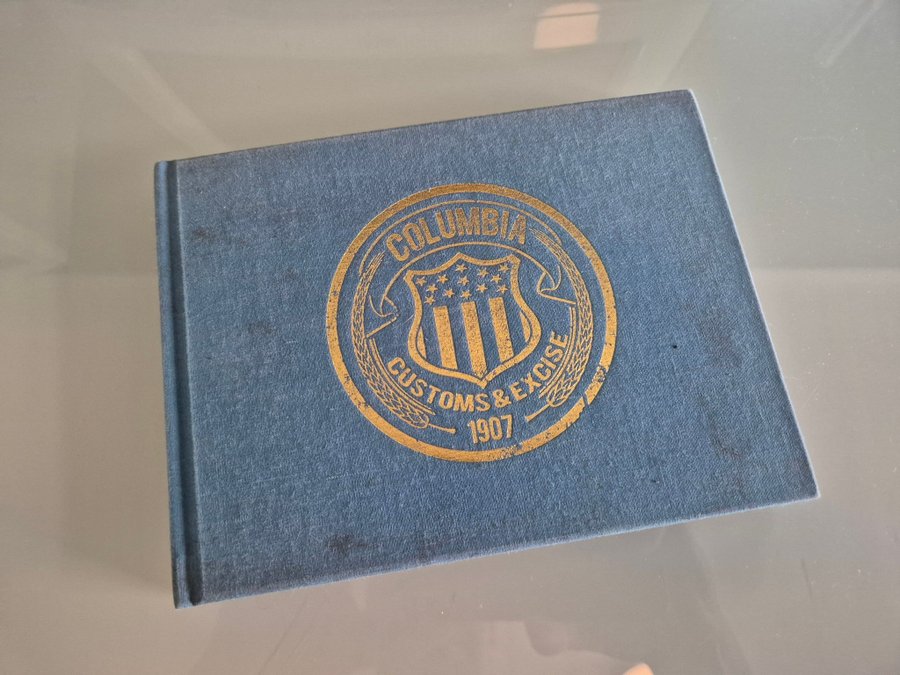 COLUMBIA
CUSTOMS & EXCISE
1907